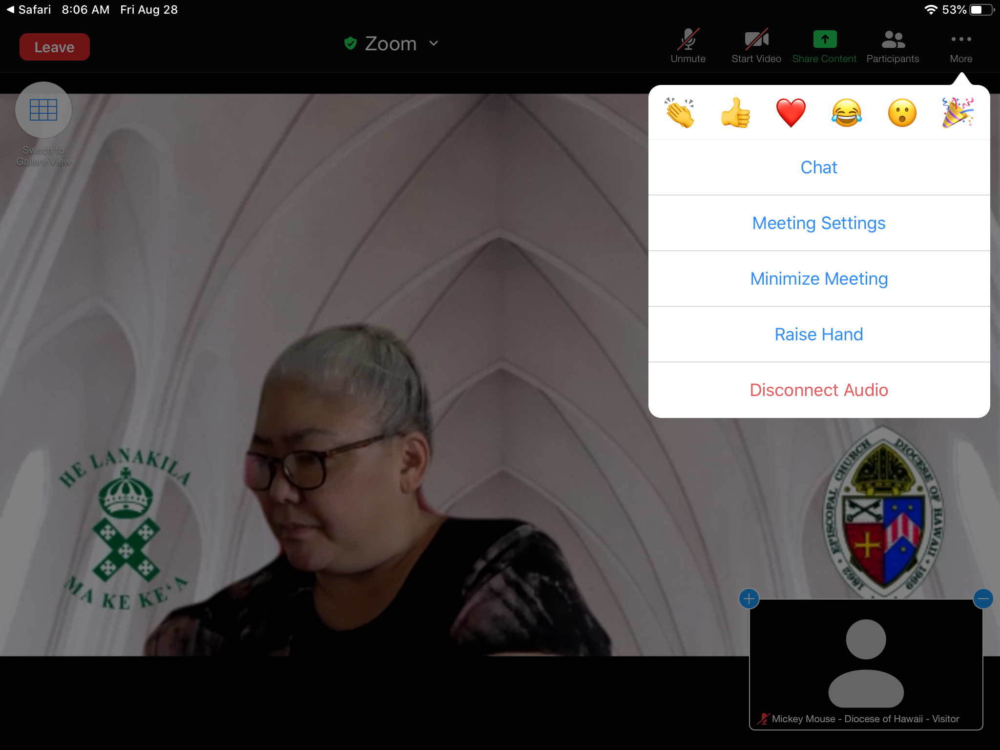 Safari 8:06 AM Fri Aug 28 53%
Leave
Zoom
Unmute Start Video Share Content Participants More
Switch to
Gallery View
Chat
Meeting Settings
Minimize Meeting
Raise Hand
Disconnect Audio
HE LANAKILA
MA KE KEʻA
EPISCOPAL CHURCH DIOCESE OF HAWAII
1862 1969
Mickey Mouse - Diocese of Hawaii - Visitor